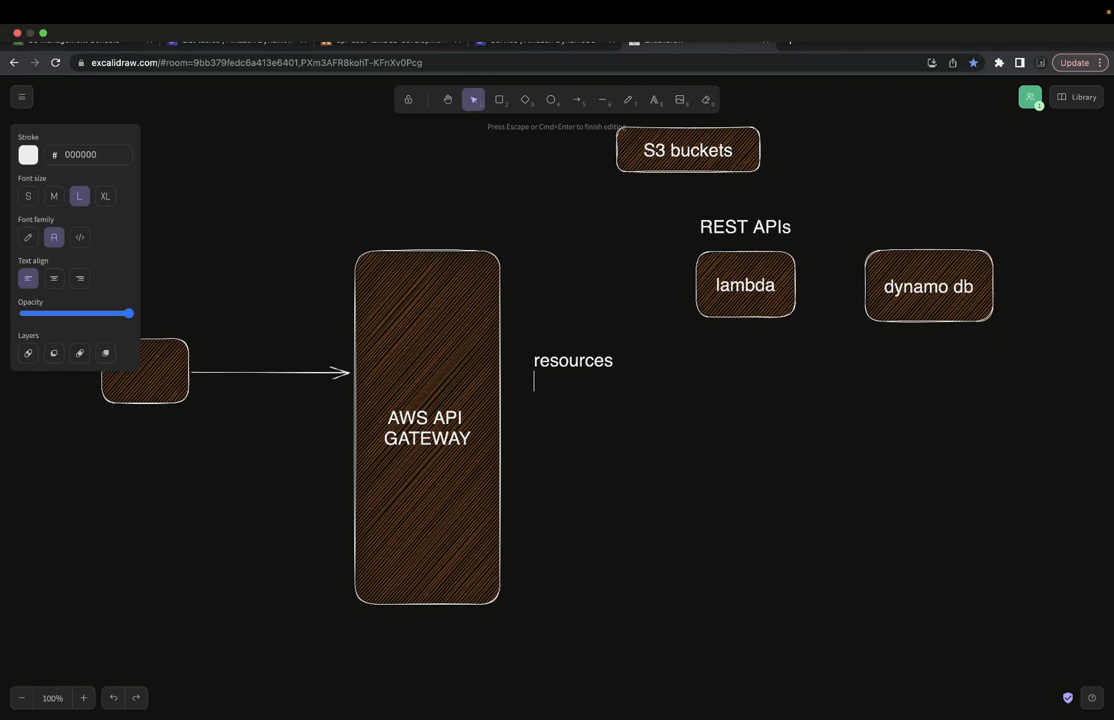 excalidraw.com/#room=9bb379fedc6a413e6401,PXm3AFR8kohT-KFnXv0Pcg
Update
Library
Press Escape or Cmd+Enter to finish editing
Stroke
# 000000
Font size
S M L XL
Font family
A </>
Text align
Opacity
Layers
S3 buckets
REST APIs
lambda
dynamo db
resources
AWS API
GATEWAY
100%